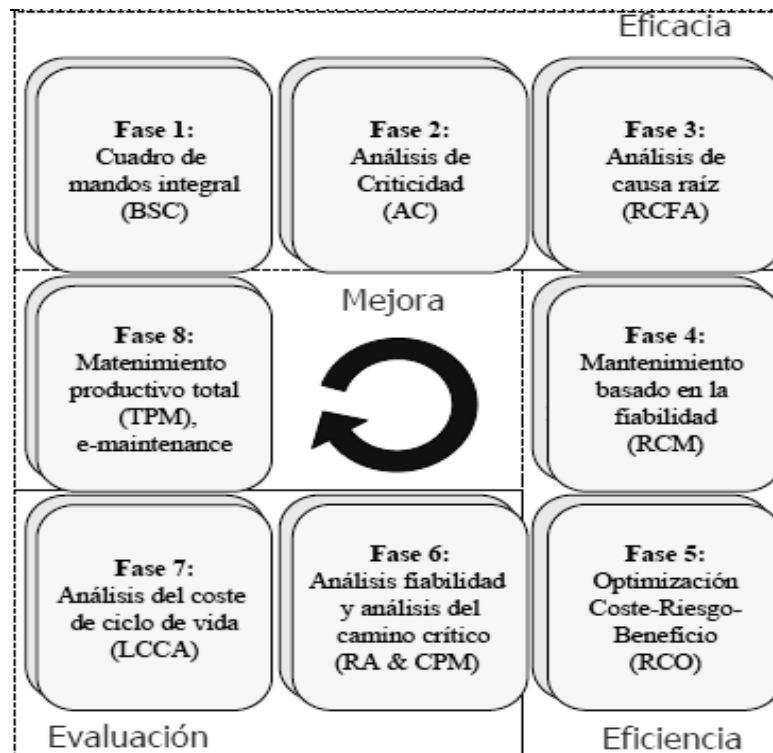 Eficacia
Fase 1:
Cuadro de
mandos integral
(BSC)
Fase 2:
Análisis de
Criticidad
(AC)
Fase 3:
Análisis de
causa raíz
(RCFA)
Fase 8:
Matenimiento
productivo total
(TPM),
e-maintenance
Mejora
Fase 4:
Mantenimiento
basado en la
fiabilidad
(RCM)
Fase 7:
Análisis del coste
de ciclo de vida
(LCCA)
Fase 6:
Análisis fiabilidad
y análisis del
camino crítico
(RA & CPM)
Fase 5:
Optimización
Coste-Riesgo-
Beneficio
(RCO)
Evaluación
Eficiencia